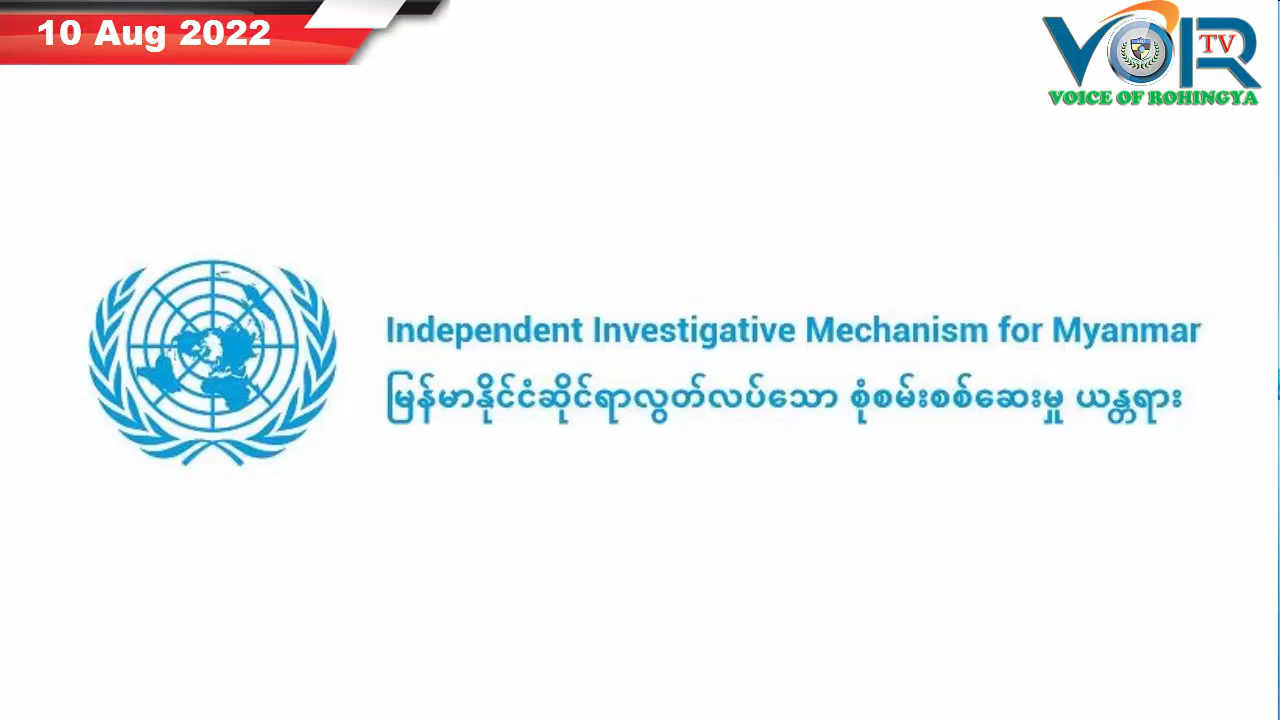 10 Aug 2022
VOR TV
VOICE OF ROHINGYA
Independent Investigative Mechanism for Myanmar
မြန်မာနိုင်ငံဆိုင်ရာလွတ်လပ်သော စုံစမ်းစစ်ဆေးမှု ယန္တရား